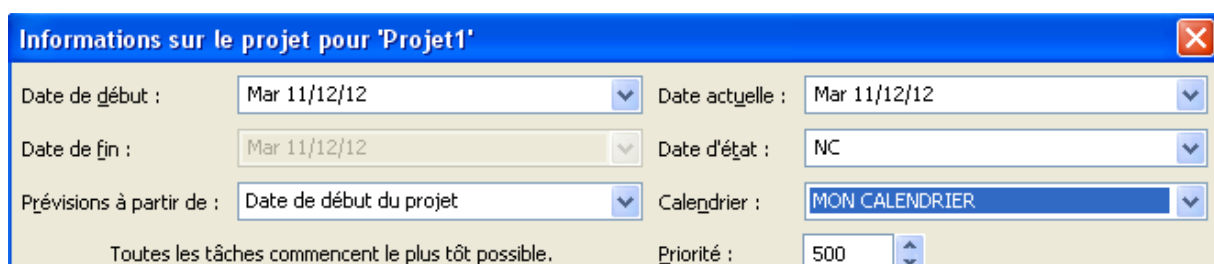 Informations sur le projet pour 'Projet1'
Date de début : Mar 11/12/12 Date actuelle : Mar 11/12/12
Date de fin : Mar 11/12/12 Date d'état : NC
Prévisions à partir de : Date de début du projet Calendrier : MON CALENDRIER
Toutes les tâches commencent le plus tôt possible. Priorité : 500